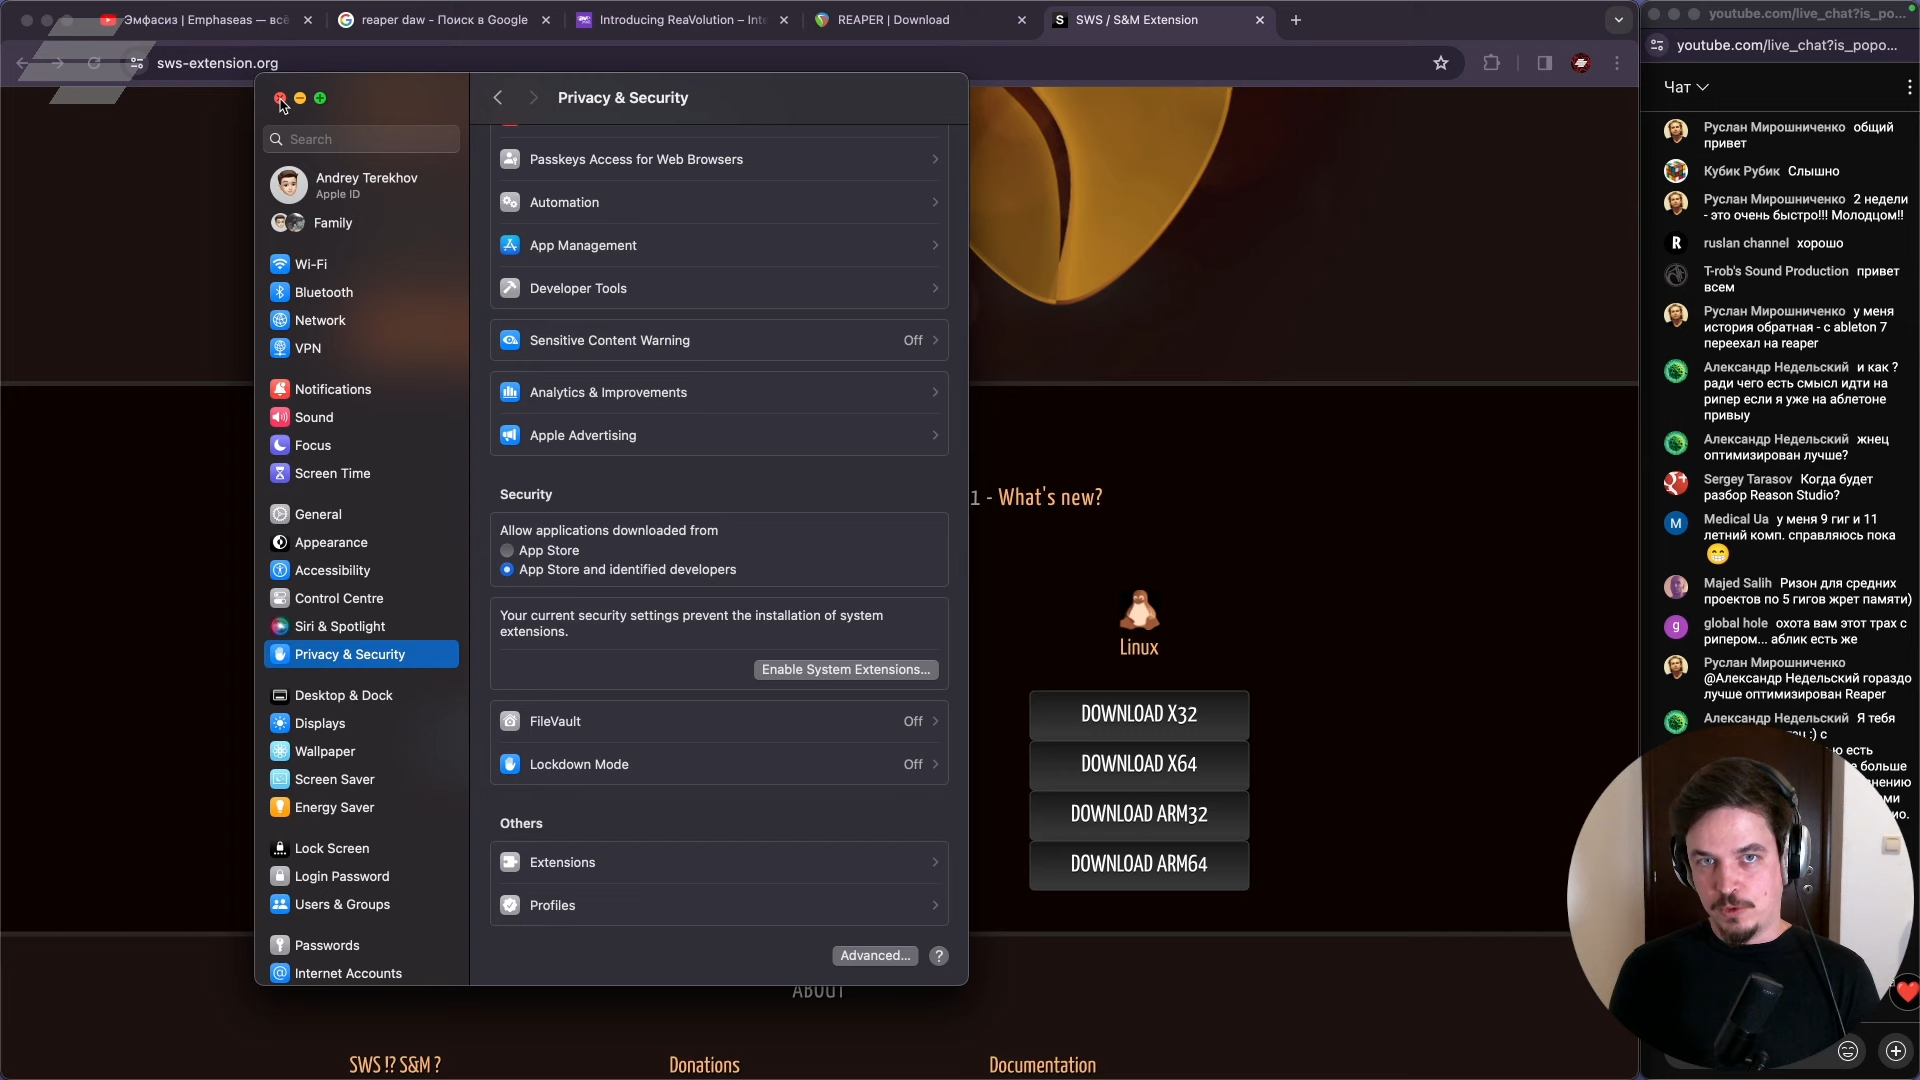 Эмфасиз | Emphaseas — всё
reaper daw - Поиск в Google
Introducing ReaVolution – Inte
REAPER | Download
SWS / S&M Extension
youtube.com/live_chat?is_po...
sws-extension.org
youtube.com/live_chat?is_popo...
Privacy & Security
Search
Andrey Terekhov
Apple ID
Family
Wi-Fi
Bluetooth
Network
VPN
Notifications
Sound
Focus
Screen Time
General
Appearance
Accessibility
Control Centre
Siri & Spotlight
Privacy & Security
Desktop & Dock
Displays
Wallpaper
Screen Saver
Energy Saver
Lock Screen
Login Password
Users & Groups
Passwords
Internet Accounts
Passkeys Access for Web Browsers
Automation
App Management
Developer Tools
Sensitive Content Warning Off
Analytics & Improvements
Apple Advertising
Security
Allow applications downloaded from
App Store
App Store and identified developers
Your current security settings prevent the installation of system
extensions.
Enable System Extensions...
FileVault Off
Lockdown Mode Off
Others
Extensions
Profiles
Advanced... ?
1 - What's new?
Linux
DOWNLOAD X32
DOWNLOAD X64
DOWNLOAD ARM32
DOWNLOAD ARM64
ABOUT
SWS !? S&M ?
Donations
Documentation
Чат
Руслан Мирошниченко общий
привет
Кубик Рубик Слышно
Руслан Мирошниченко 2 недели
- это очень быстро!!! Молодцом!!
R ruslan channel хорошо
T-rob's Sound Production привет
всем
Руслан Мирошниченко у меня
история обратная - с ableton 7
переехал на reaper
Александр Недельский и как ?
ради чего есть смысл идти на
рипер если я уже на аблетоне
привыу
Александр Недельский жнец
оптимизирован лучше?
Sergey Tarasov Когда будет
разбор Reason Studio?
M Medical Ua у меня 9 гиг и 11
летний комп. справляюсь пока
Majed Salih Ризон для средних
проектов по 5 гигов жрет памяти)
g global hole охота вам этот трах с
рипером... аблик есть же
Руслан Мирошниченко
@Александр Недельский гораздо
лучше оптимизирован Reaper
Александр Недельский Я тебя
:) с
ю есть
больше